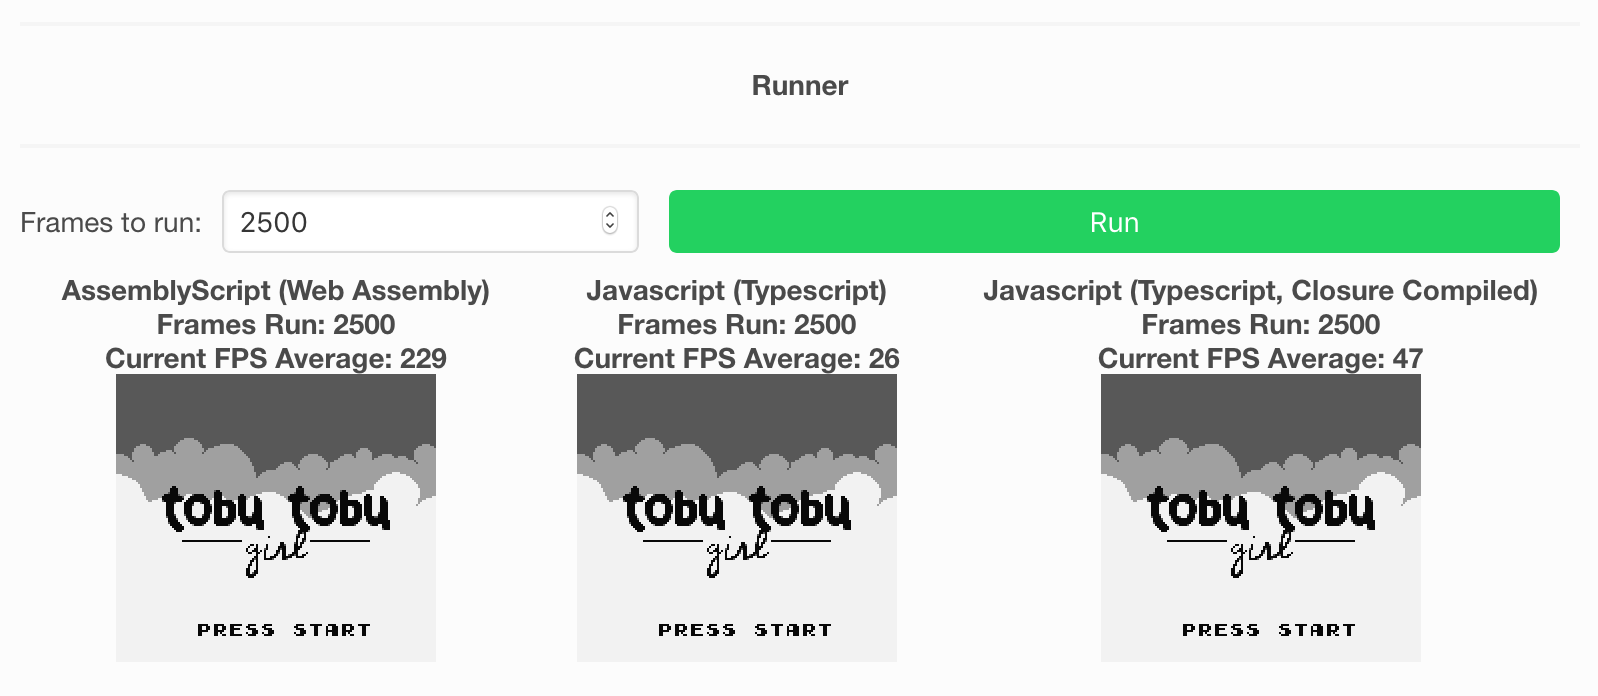 Runner
Frames to run: 2500 Run
AssemblyScript (Web Assembly)
Frames Run: 2500
Current FPS Average: 229
tobu tobu
girl
PRESS START
Javascript (Typescript)
Frames Run: 2500
Current FPS Average: 26
tobu tobu
girl
PRESS START
Javascript (Typescript, Closure Compiled)
Frames Run: 2500
Current FPS Average: 47
tobu tobu
girl
PRESS START